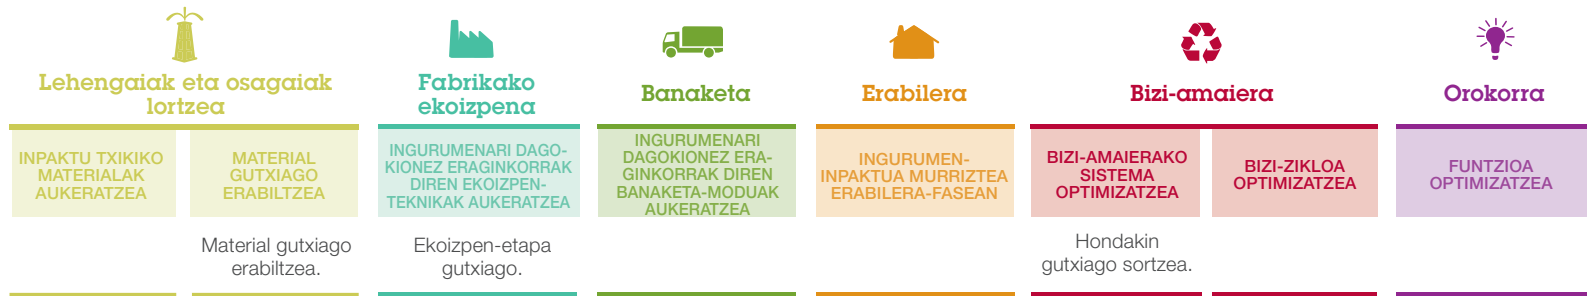 Lehengaiak eta osagaiak
lortzea
Fabrikako
ekoizpena
Banaketa
Erabilera
Bizi-amaiera
Orokorra
INPAKTU TXIKIKO
MATERIALAK
AUKERATZEA
MATERIAL
GUTXIAGO
ERABILTZEA
INGURUMENARI DAGO-
KIONEZ ERAGINKORRAK
DIREN EKOIZPEN-
TEKNIKAK AUKERATZEA
INGURUMENARI
DAGOKIONEZ ERA-
GINKORRAK DIREN
BANAKETA-MODUAK
AUKERATZEA
INGURUMEN-
INPAKTUA MURRIZTEA
ERABILERA-FASEAN
BIZI-AMAIERAKO
SISTEMA
OPTIMIZATZEA
BIZI-ZIKLOA
OPTIMIZATZEA
FUNTZIOA
OPTIMIZATZEA
Material gutxiago
erabiltzea.
Ekoizpen-etapa
gutxiago.
Hondakin
gutxiago sortzea.